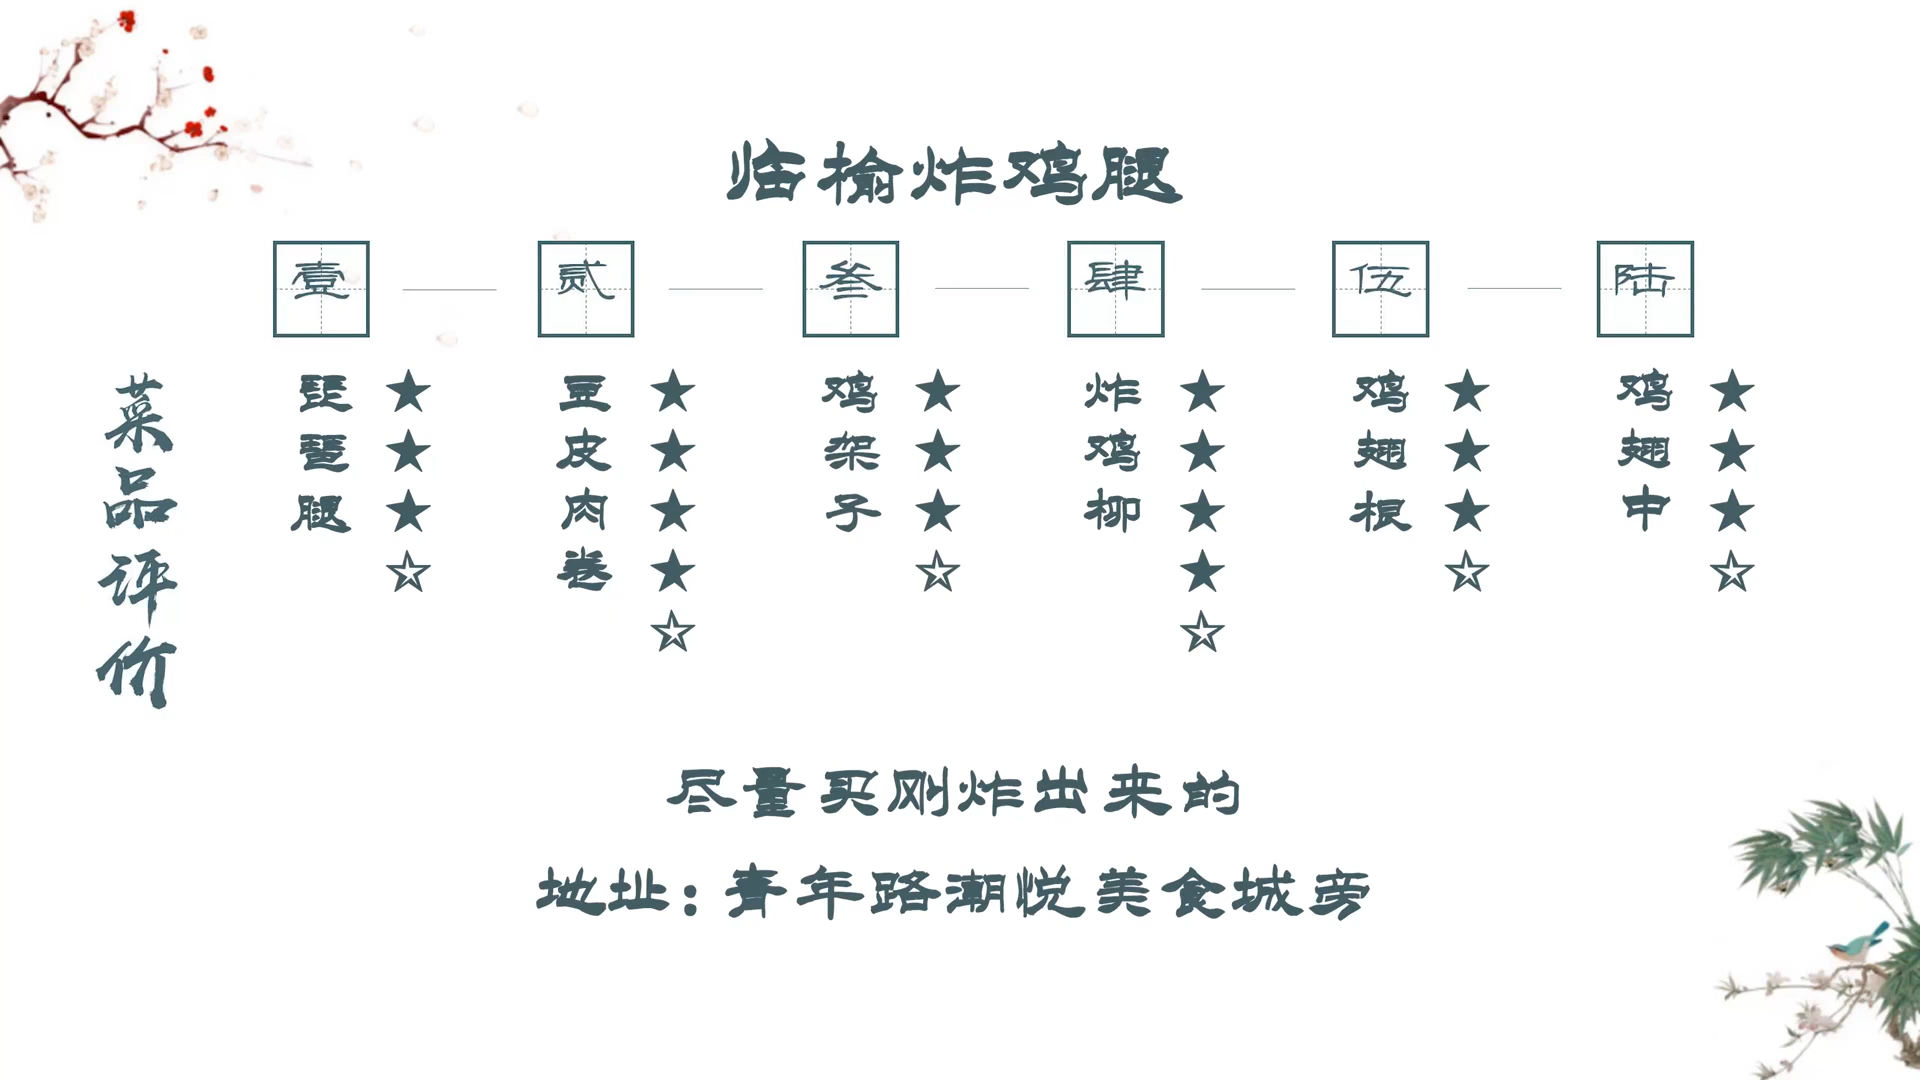 临榆炸鸡腿
壹 贰 叁 肆 伍 陆
菜品评价
琵琶腿 ★★★☆
豆皮肉卷 ★★★★☆
鸡架子 ★★★☆
炸鸡柳 ★★★★☆
鸡翅根 ★★★☆
鸡翅中 ★★★☆
尽量买刚炸出来的
地址：青年路潮悦美食城旁